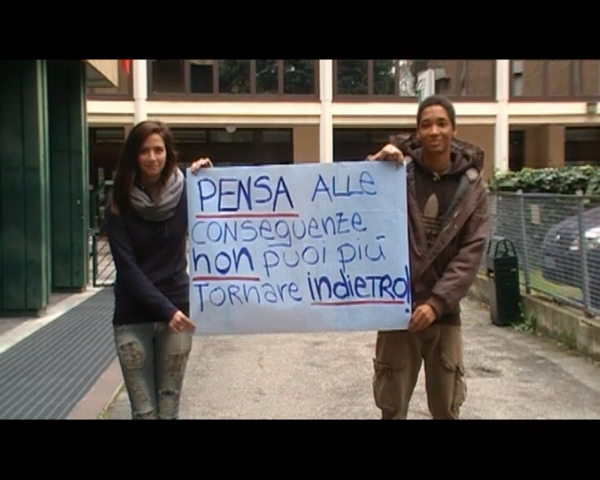 PENSA ALLE
CONSEGUENZE
non puoi più
TORNARE indieTRO!